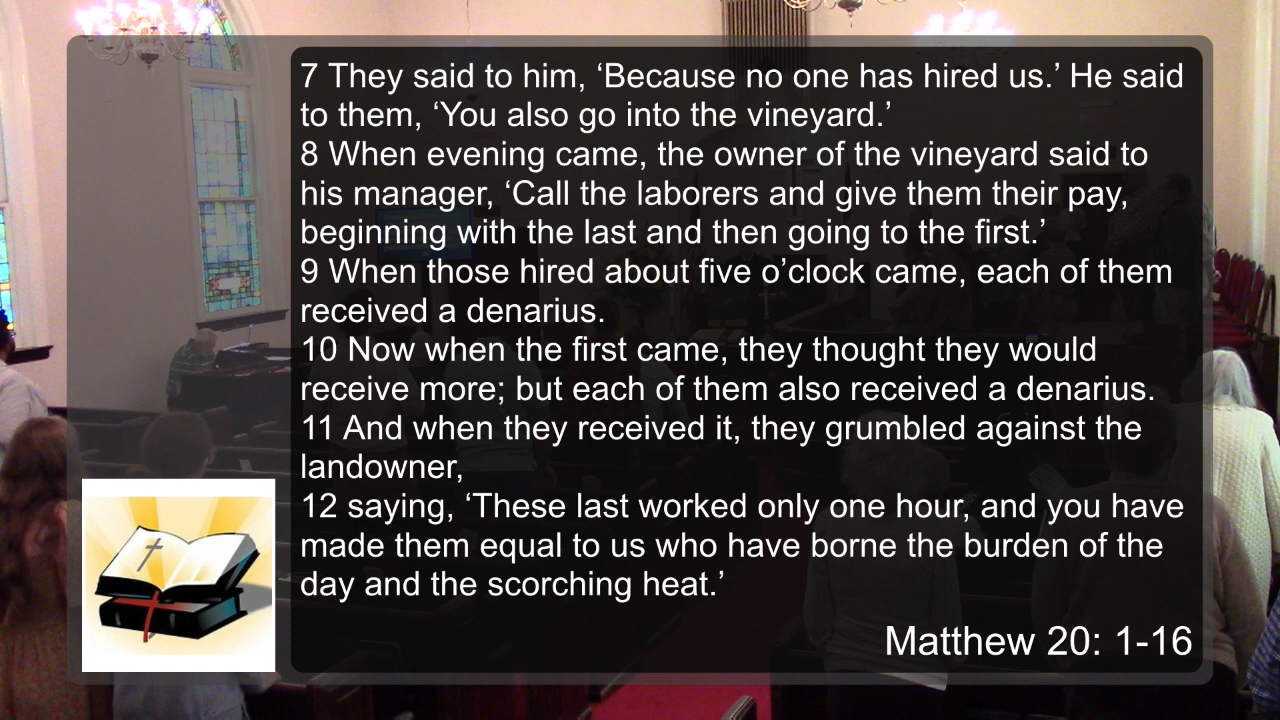 7 They said to him, ‘Because no one has hired us.’ He said
to them, ‘You also go into the vineyard.’
8 When evening came, the owner of the vineyard said to
his manager, ‘Call the laborers and give them their pay,
beginning with the last and then going to the first.’
9 When those hired about five o’clock came, each of them
received a denarius.
10 Now when the first came, they thought they would
receive more; but each of them also received a denarius.
11 And when they received it, they grumbled against the
landowner,
12 saying, ‘These last worked only one hour, and you have
made them equal to us who have borne the burden of the
day and the scorching heat.’
Matthew 20: 1-16